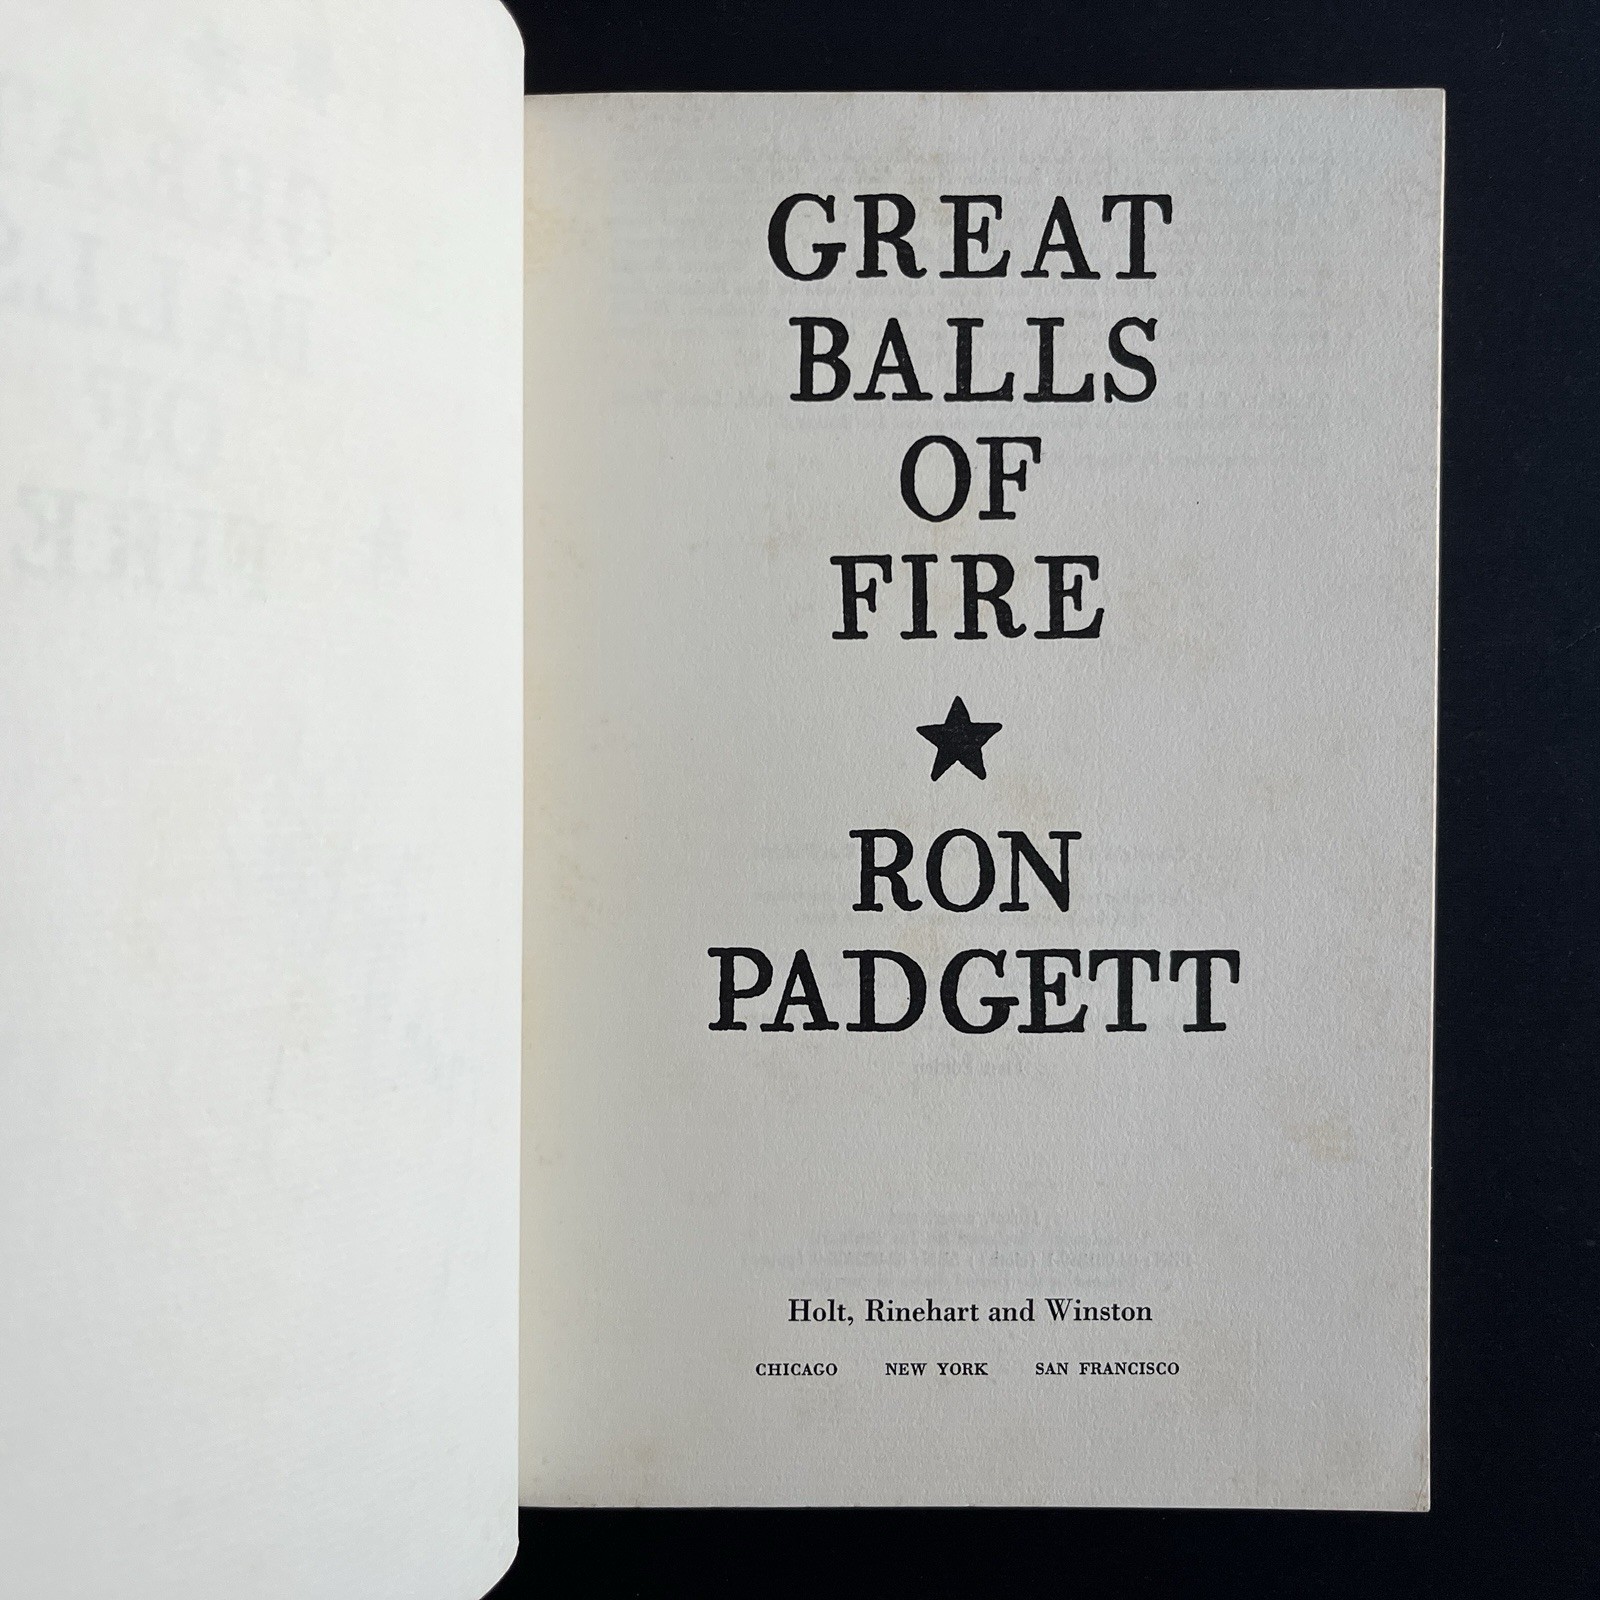 GREAT
BALLS
OF
FIRE
RON
PADGETT
Holt, Rinehart and Winston
CHICAGO NEW YORK SAN FRANCISCO